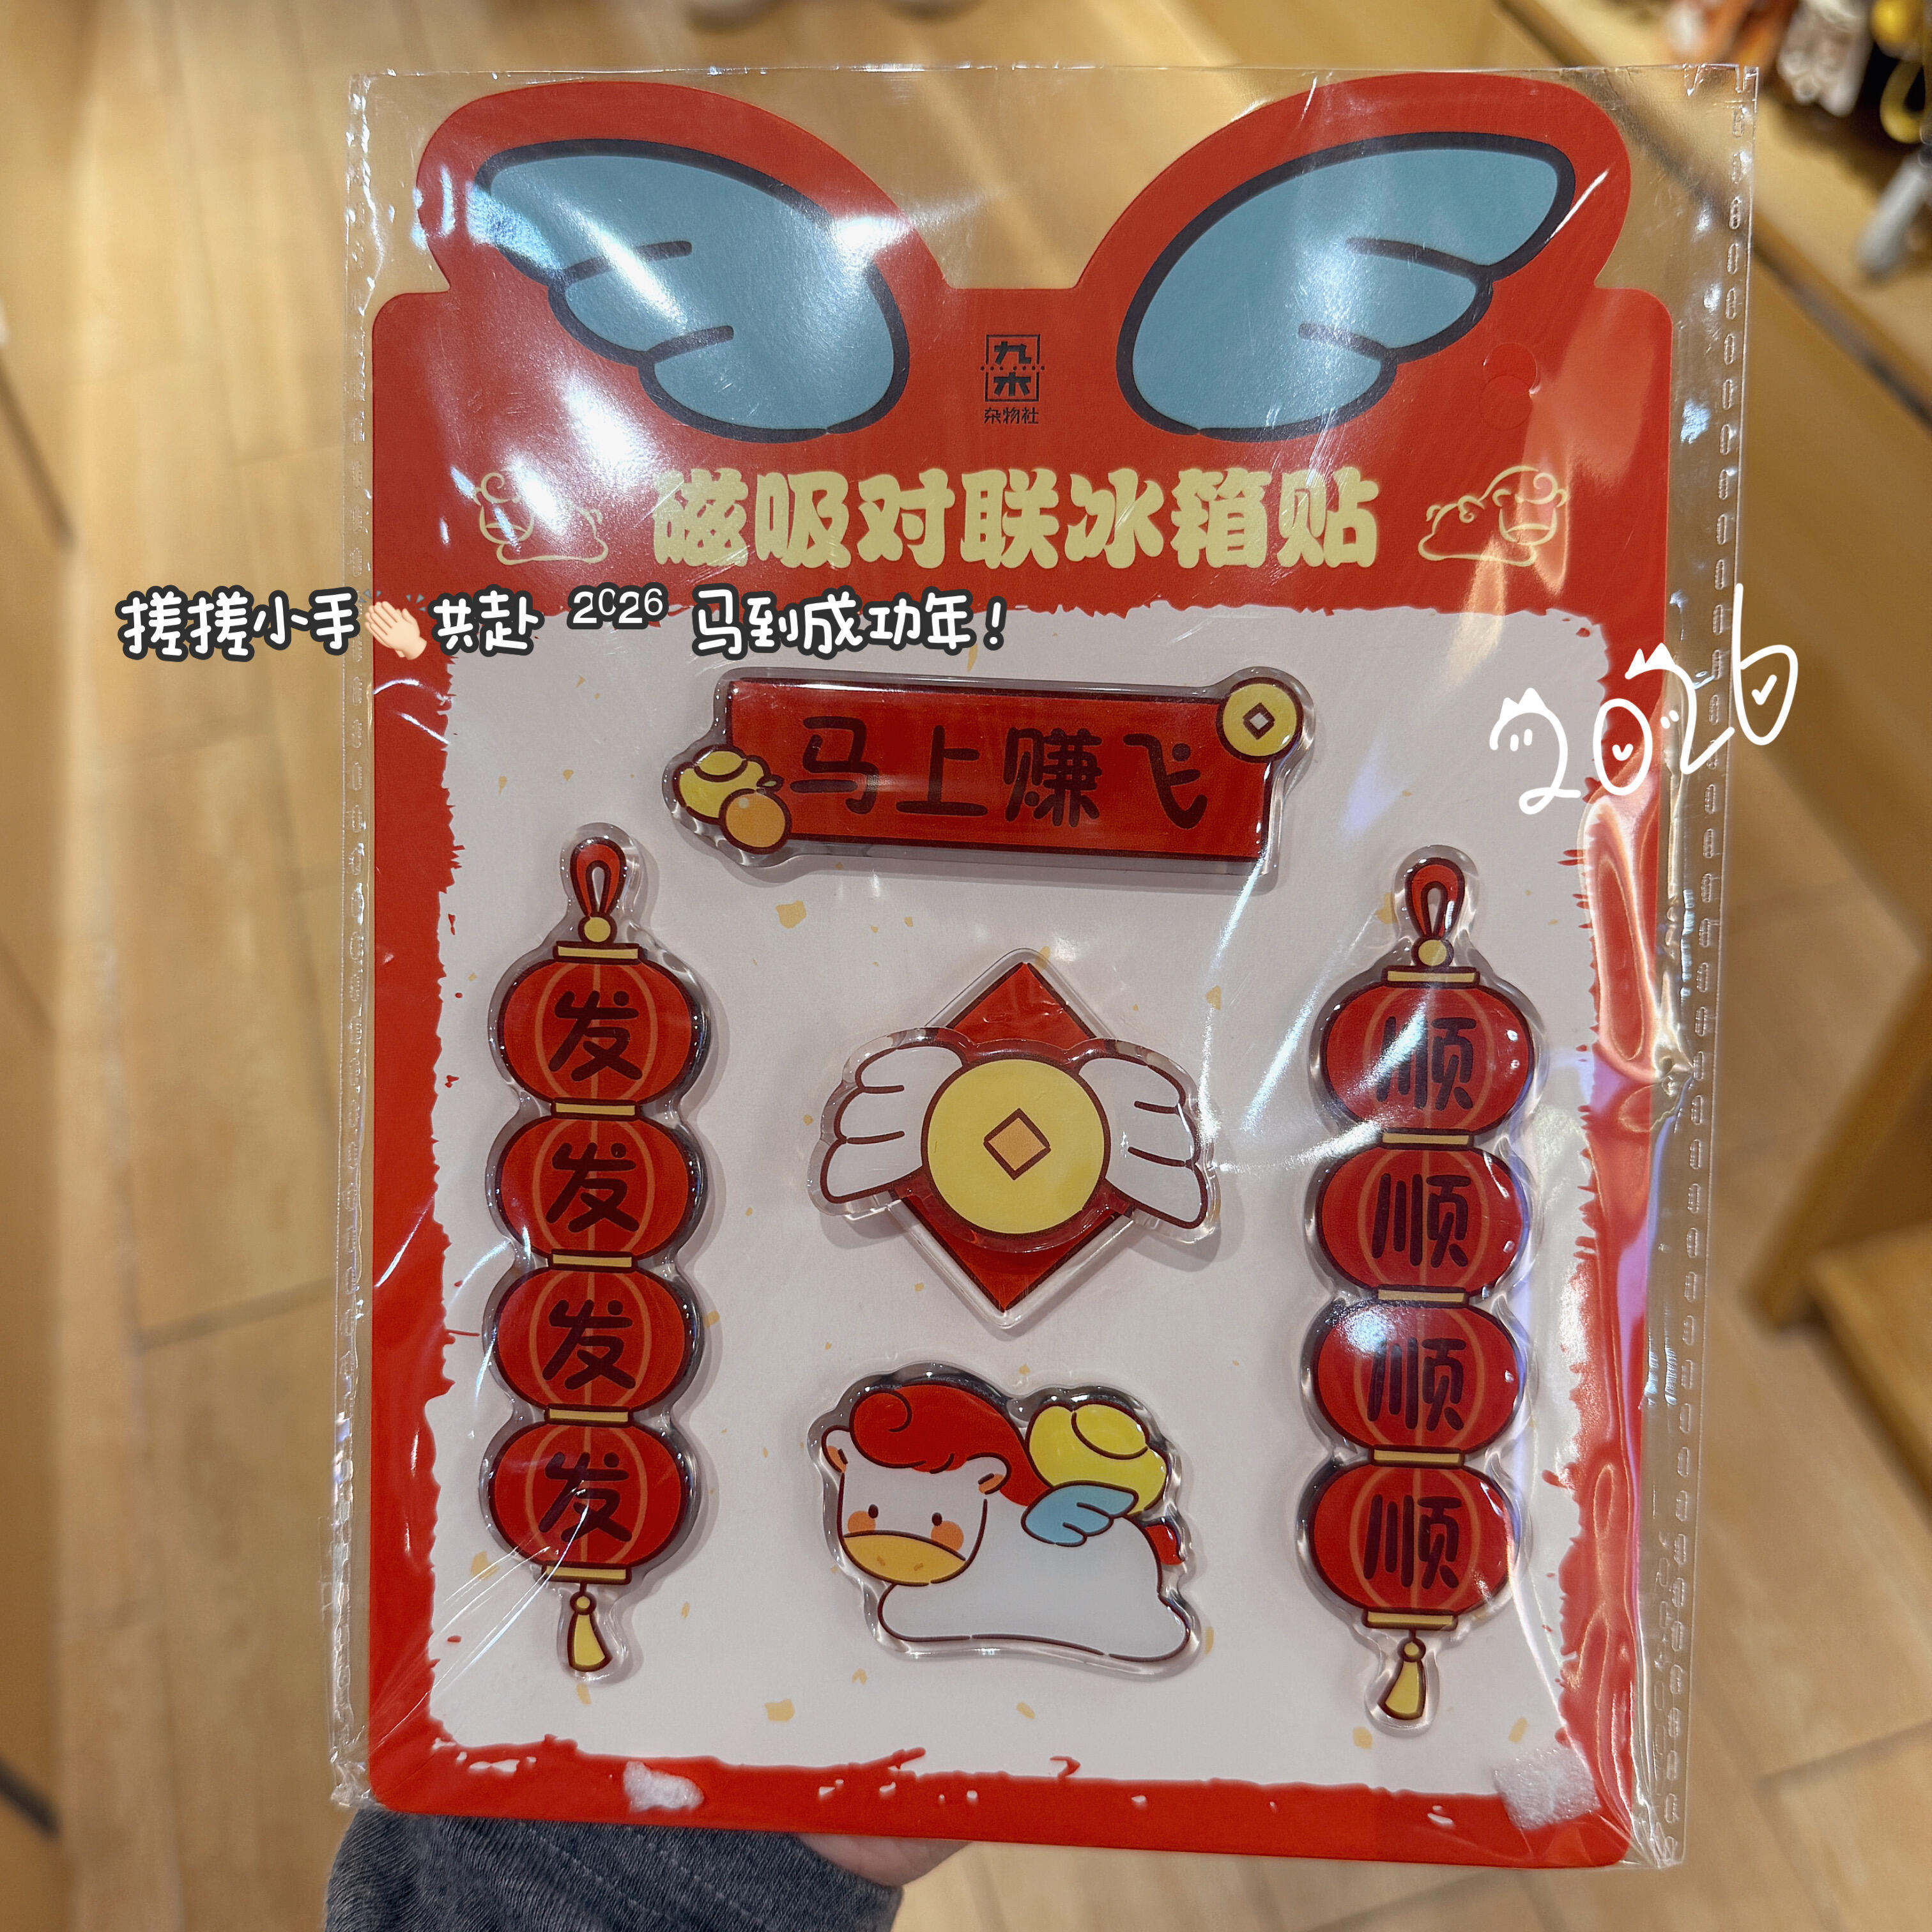 九木
杂物社
磁吸对联冰箱贴
搓搓小手👏🏻共赴 2026 马到成功年！
2026
马上赚飞
发
发
发
发
顺
顺
顺
顺